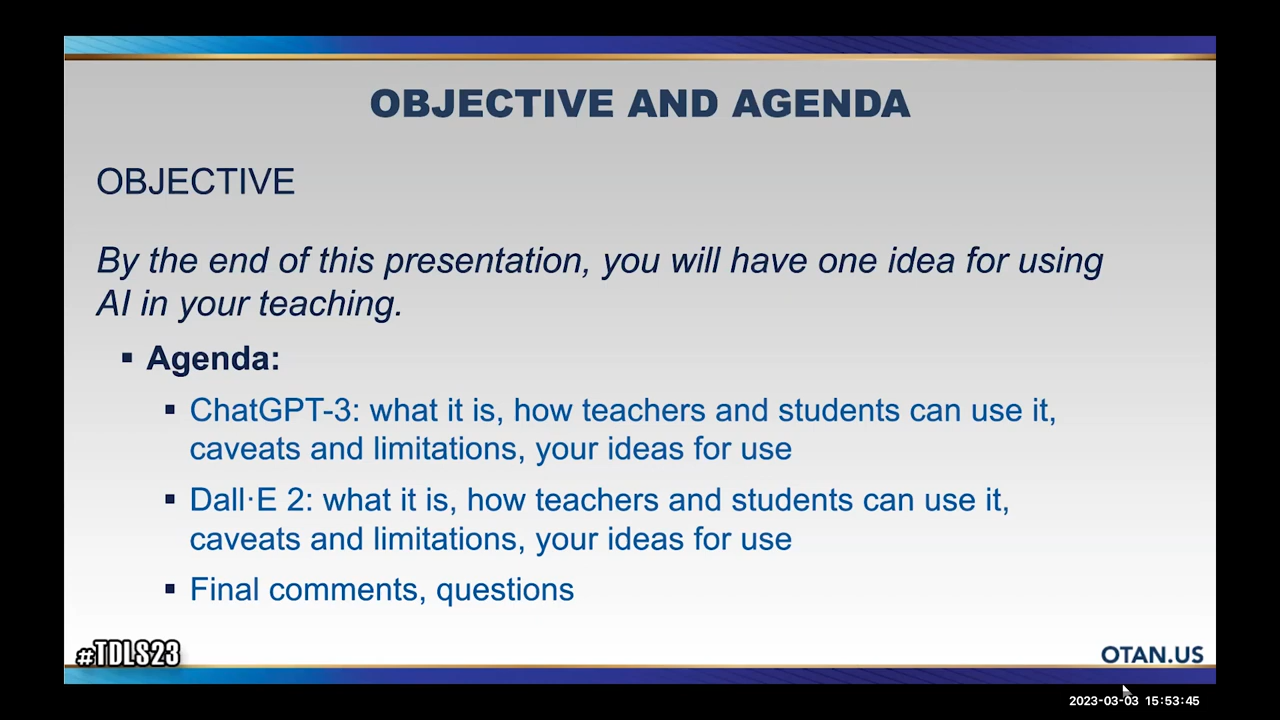 OBJECTIVE AND AGENDA
OBJECTIVE
By the end of this presentation, you will have one idea for using
AI in your teaching.
▪ Agenda:
▪ ChatGPT-3: what it is, how teachers and students can use it,
caveats and limitations, your ideas for use
▪ Dall·E 2: what it is, how teachers and students can use it,
caveats and limitations, your ideas for use
▪ Final comments, questions
#TDLS23
OTAN.US
2023-03-03 15:53:45